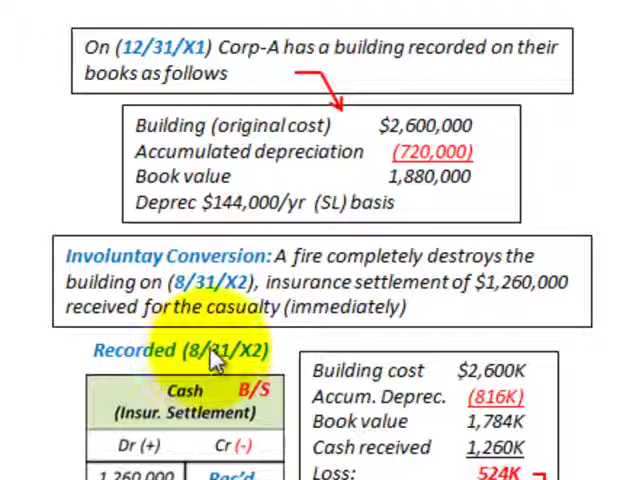 On (12/31/X1) Corp-A has a building recorded on their
books as follows
Building (original cost) $2,600,000
Accumulated depreciation (720,000)
Book value 1,880,000
Deprec $144,000/yr (SL) basis
Involuntay Conversion: A fire completely destroys the
building on (8/31/X2), insurance settlement of $1,260,000
received for the casualty (immediately)
Recorded (8/31/X2)
Cash B/S
(Insur. Settlement)
Dr (+) Cr (-)
1,260,000 Rec'd
Building cost $2,600K
Accum. Deprec. (816K)
Book value 1,784K
Cash received 1,260K
Loss: 524K